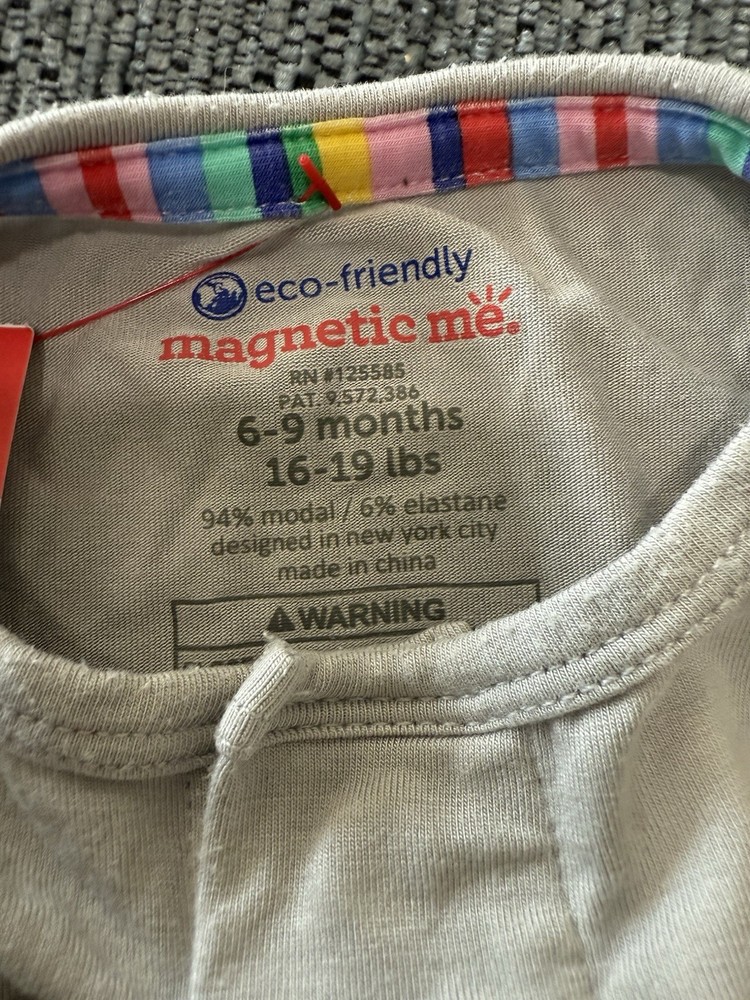 eco-friendly
magnetic me.
RN #125585
PAT. 9,572,386
6-9 months
16-19 lbs
94% modal / 6% elastane
designed in new york city
made in china
WARNING